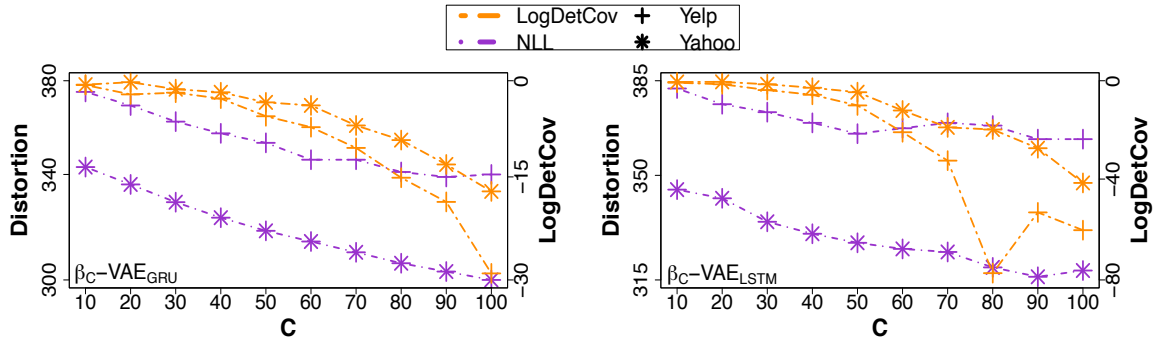 LogDetCov + Yelp
NLL ✳ Yahoo
Distortion
380
340
300
0
−15
−30
LogDetCov
βC−VAEGRU
10 20 30 40 50 60 70 80 90 100
C
Distortion
385
350
315
0
−40
−80
LogDetCov
βC−VAELSTM
10 20 30 40 50 60 70 80 90 100
C